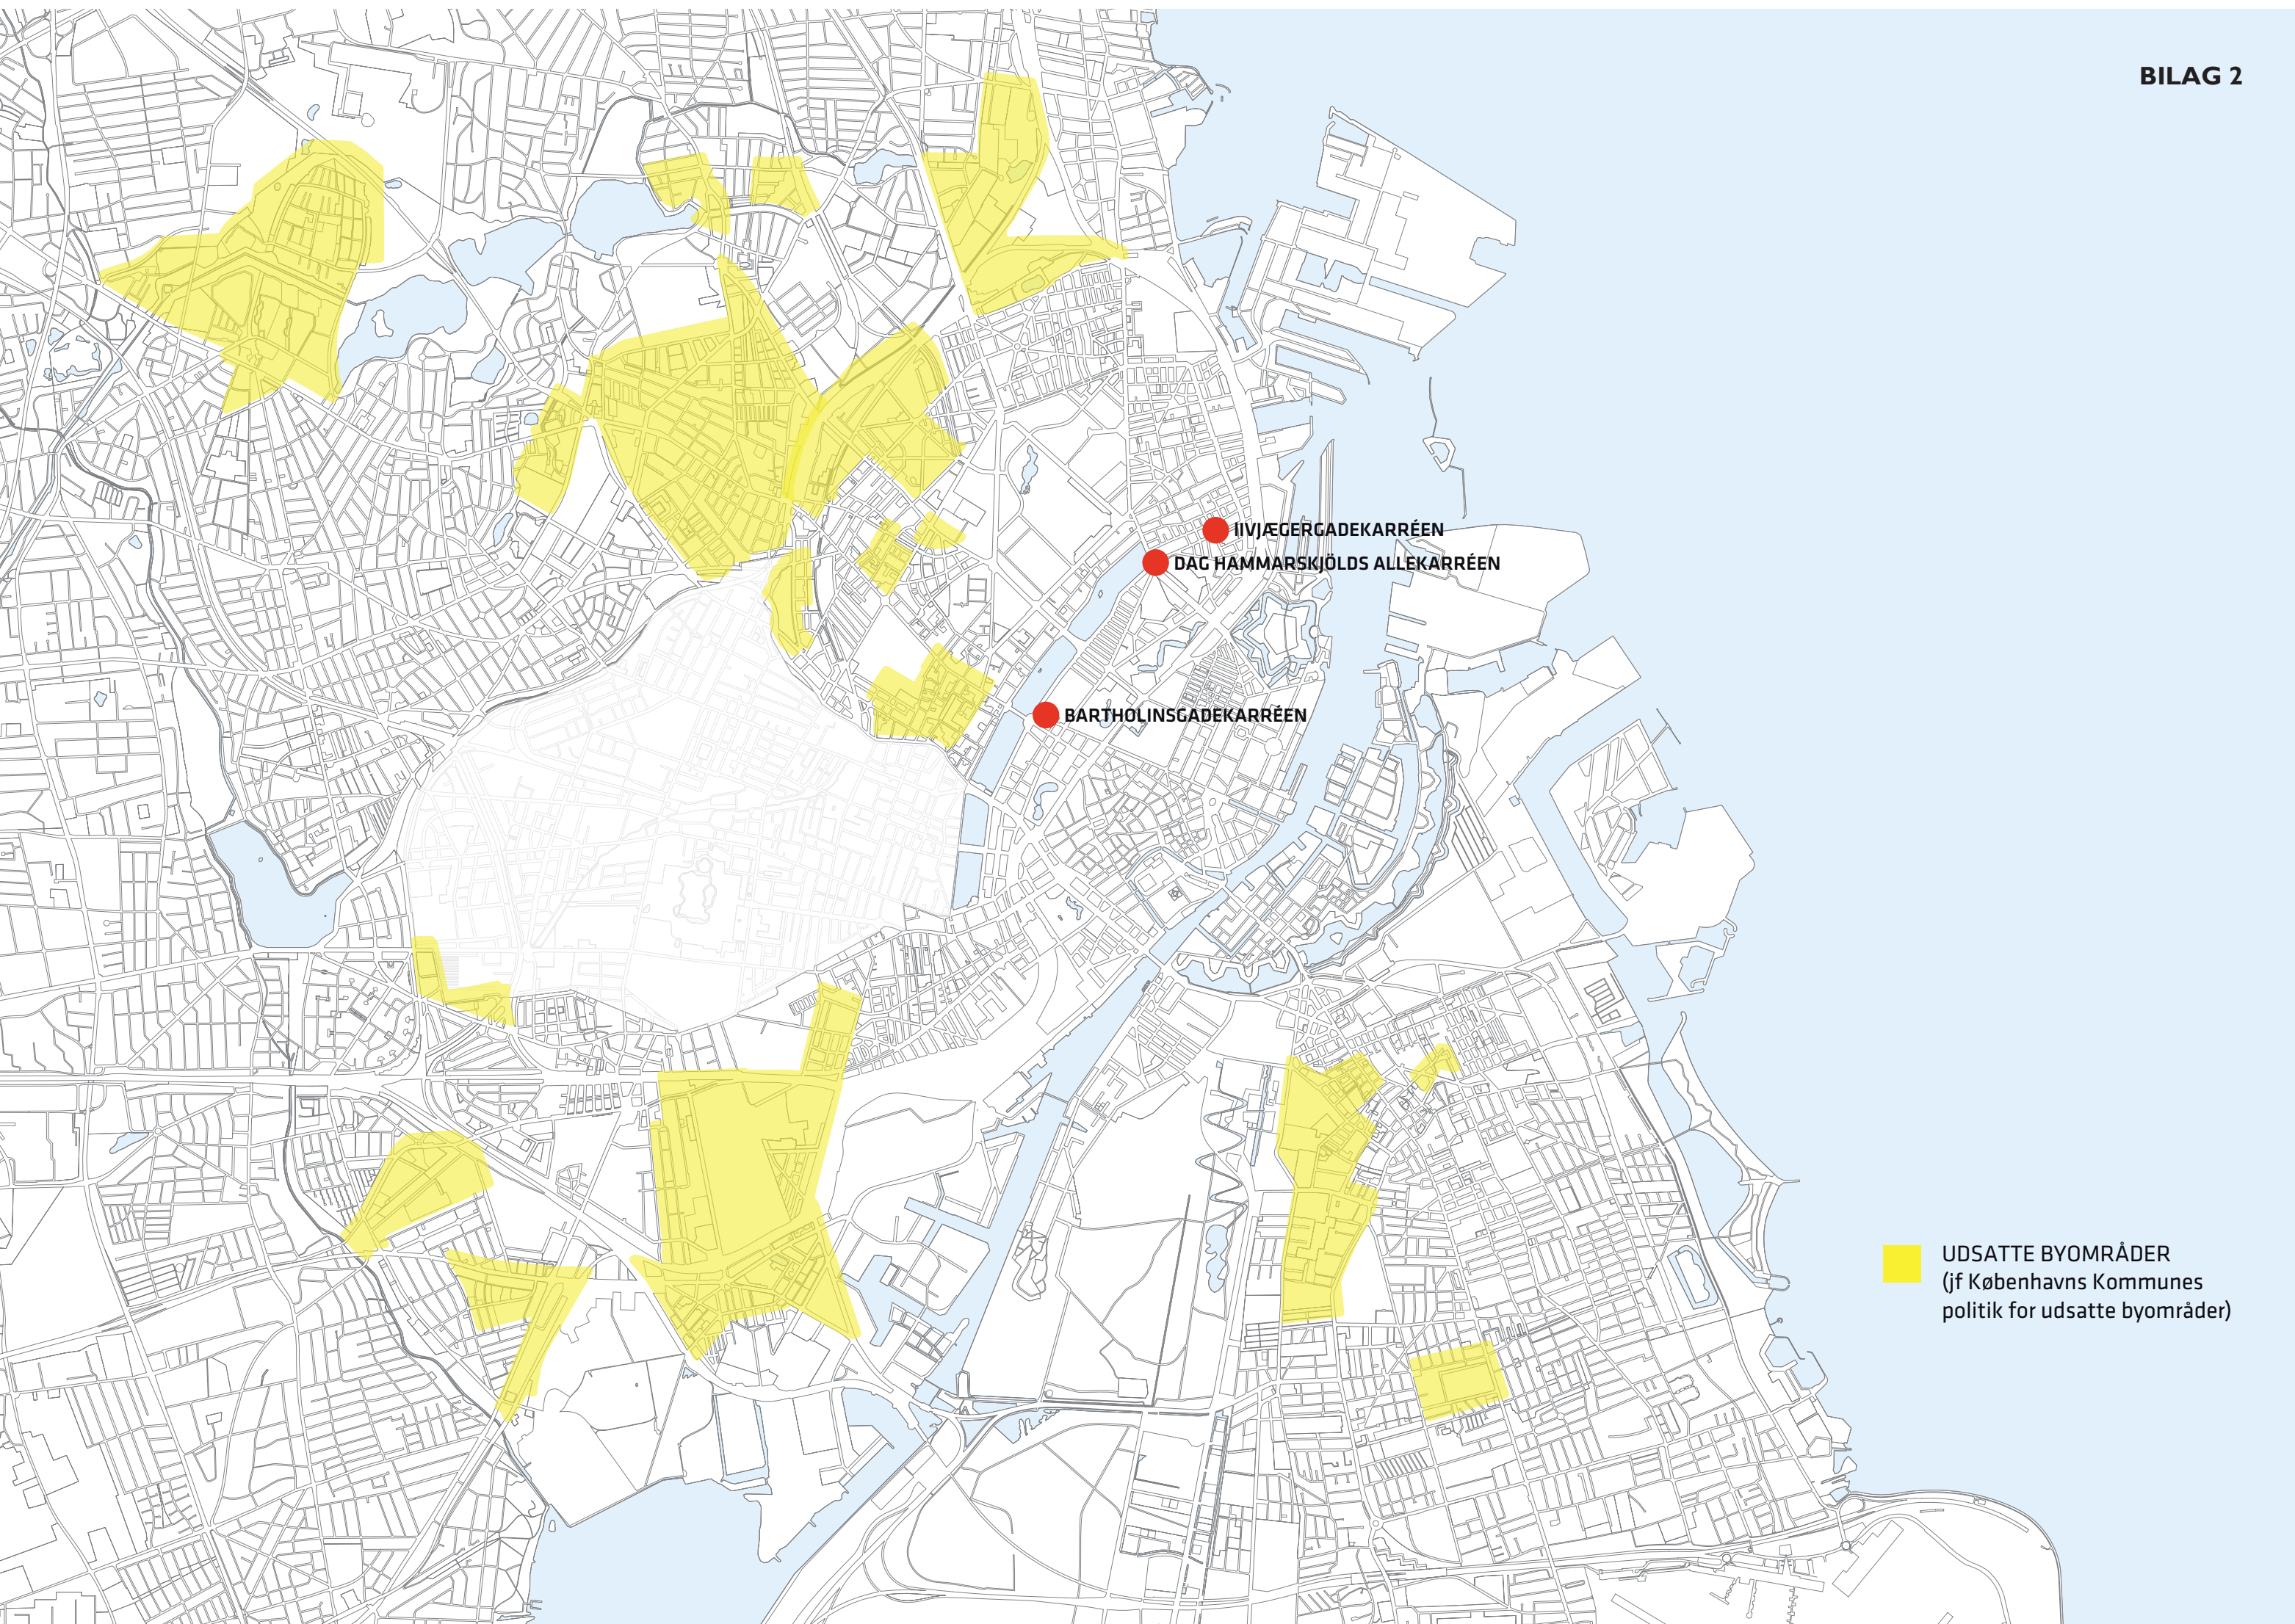 BILAG 2
IIVJÆGERGADEKARRÉEN
DAG HAMMARSKJÖLDS ALLEKARRÉEN
BARTHOLINSGADEKARRÉEN
UDSATTE BYOMRÅDER
(jf Københavns Kommunes
politik for udsatte byområder)